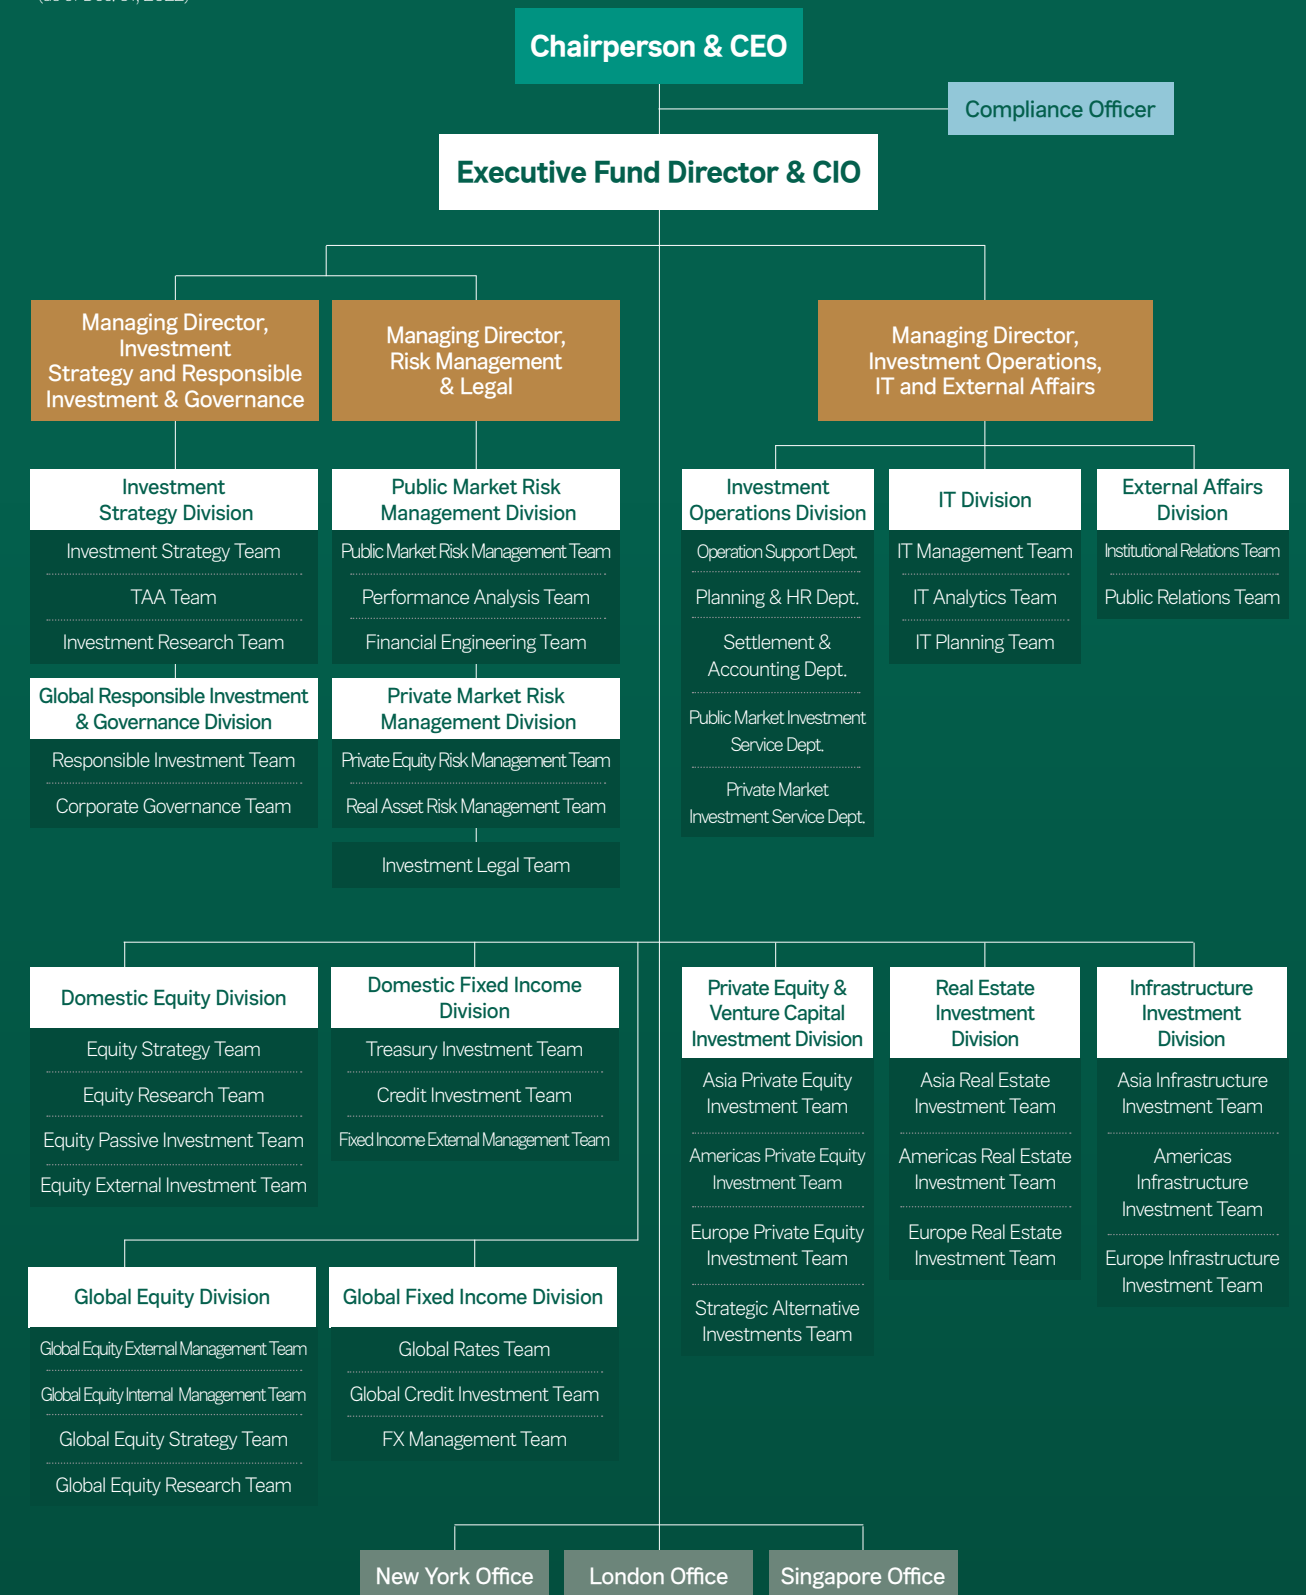 Chairperson & CEO
Compliance Officer
Executive Fund Director & CIO
Managing Director,
Investment
Strategy and Responsible
Investment & Governance
Managing Director,
Risk Management
& Legal
Managing Director,
Investment Operations,
IT and External Affairs
Investment
Strategy Division
Investment Strategy Team
TAA Team
Investment Research Team
Global Responsible Investment
& Governance Division
Responsible Investment Team
Corporate Governance Team
Public Market Risk
Management Division
Public Market Risk Management Team
Performance Analysis Team
Financial Engineering Team
Private Market Risk
Management Division
Private Equity Risk Management Team
Real Asset Risk Management Team
Investment Legal Team
Investment
Operations Division
Operation Support Dept.
Planning & HR Dept.
Settlement &
Accounting Dept.
Public Market Investment
Service Dept.
Private Market
Investment Service Dept.
IT Division
IT Management Team
IT Analytics Team
IT Planning Team
External Affairs
Division
Institutional Relations Team
Public Relations Team
Domestic Equity Division
Equity Strategy Team
Equity Research Team
Equity Passive Investment Team
Equity External Investment Team
Domestic Fixed Income
Division
Treasury Investment Team
Credit Investment Team
Fixed Income External Management Team
Private Equity &
Venture Capital
Investment Division
Asia Private Equity
Investment Team
Americas Private Equity
Investment Team
Europe Private Equity
Investment Team
Strategic Alternative
Investments Team
Real Estate
Investment
Division
Asia Real Estate
Investment Team
Americas Real Estate
Investment Team
Europe Real Estate
Investment Team
Infrastructure
Investment
Division
Asia Infrastructure
Investment Team
Americas
Infrastructure
Investment Team
Europe Infrastructure
Investment Team
Global Equity Division
Global Equity External Management Team
Global Equity Internal Management Team
Global Equity Strategy Team
Global Equity Research Team
Global Fixed Income Division
Global Rates Team
Global Credit Investment Team
FX Management Team
New York Office
London Office
Singapore Office